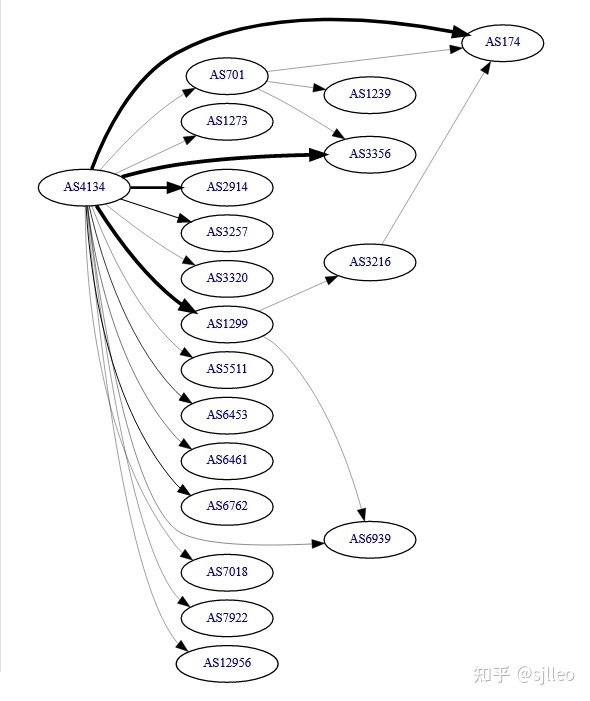 AS174
AS701
AS1239
AS1273
AS3356
AS4134
AS2914
AS3257
AS3216
AS3320
AS1299
AS5511
AS6453
AS6461
AS6762
AS6939
AS7018
AS7922
AS12956
知乎 @sjlleo